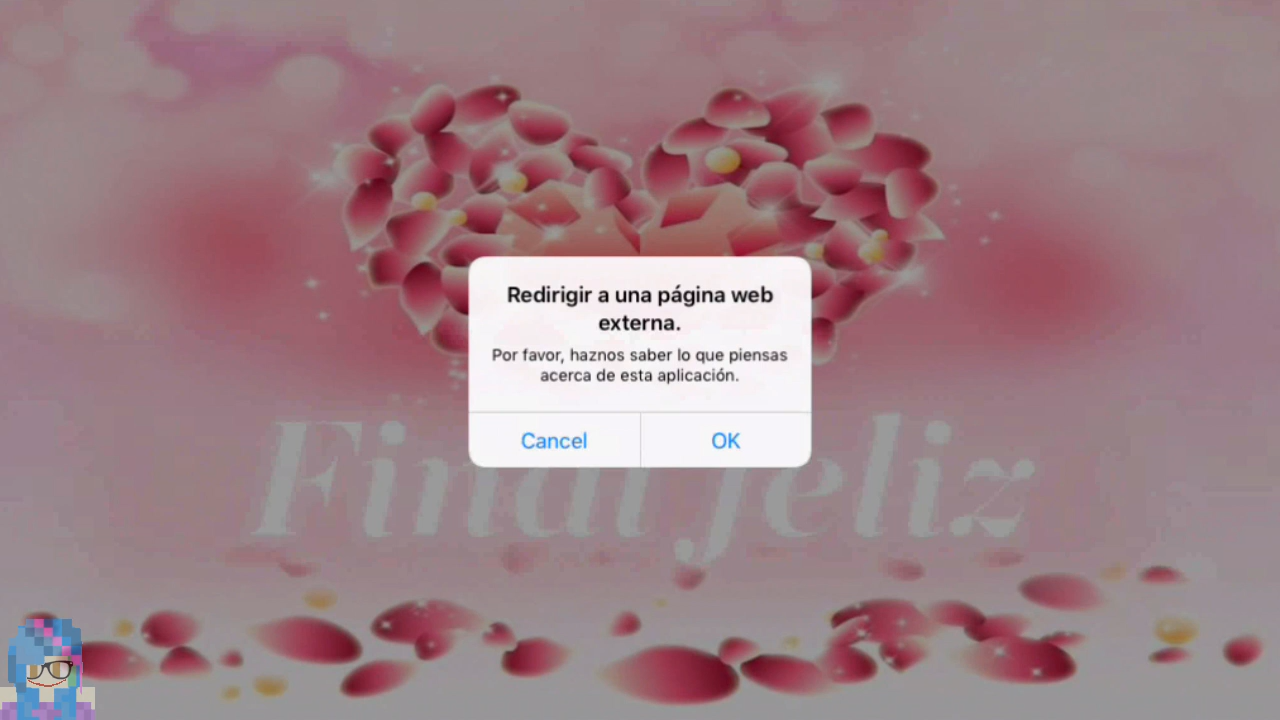 Redirigir a una página web
externa.
Por favor, haznos saber lo que piensas
acerca de esta aplicación.
Cancel OK
Final feliz